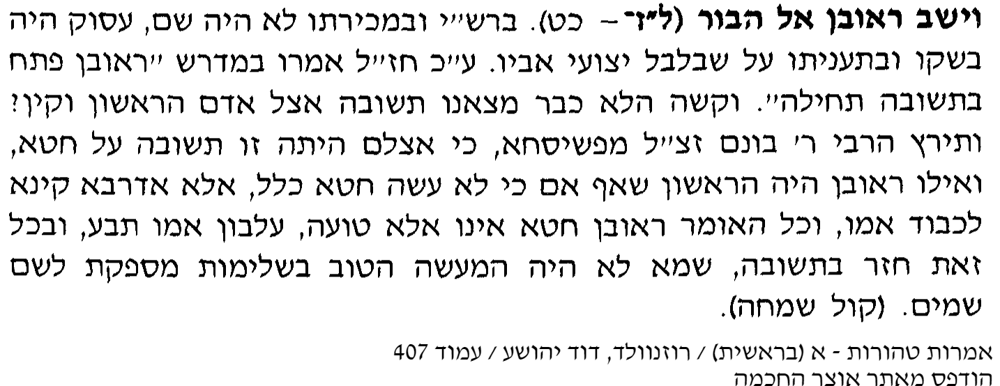 וישב ראובן אל הבור (ל״ז־ – כט). ברש״י ובמכירתו לא היה שם, עסוק היה
בשקו ובתעניתו על שבלבל יצועי אביו. ע״כ חז״ל אמרו במדרש ״ראובן פתח
בתשובה תחילה״. וקשה הלא כבר מצאנו תשובה אצל אדם הראשון וקין?
ותירץ הרבי ר׳ בונם זצ״ל מפשיסחא, כי אצלם היתה זו תשובה על חטא,
ואילו ראובן היה הראשון שאף אם כי לא עשה חטא כלל, אלא אדרבא קינא
לכבוד אמו, וכל האומר ראובן חטא אינו אלא טועה, עלבון אמו תבע, ובכל
זאת חזר בתשובה, שמא לא היה המעשה הטוב בשלימות מספקת לשם
שמים. (קול שמחה).
אמרות טהורות - א (בראשית) / רוזנוולד, דוד יהושע / עמוד 407
הודפס מאתר אוצר החכמה